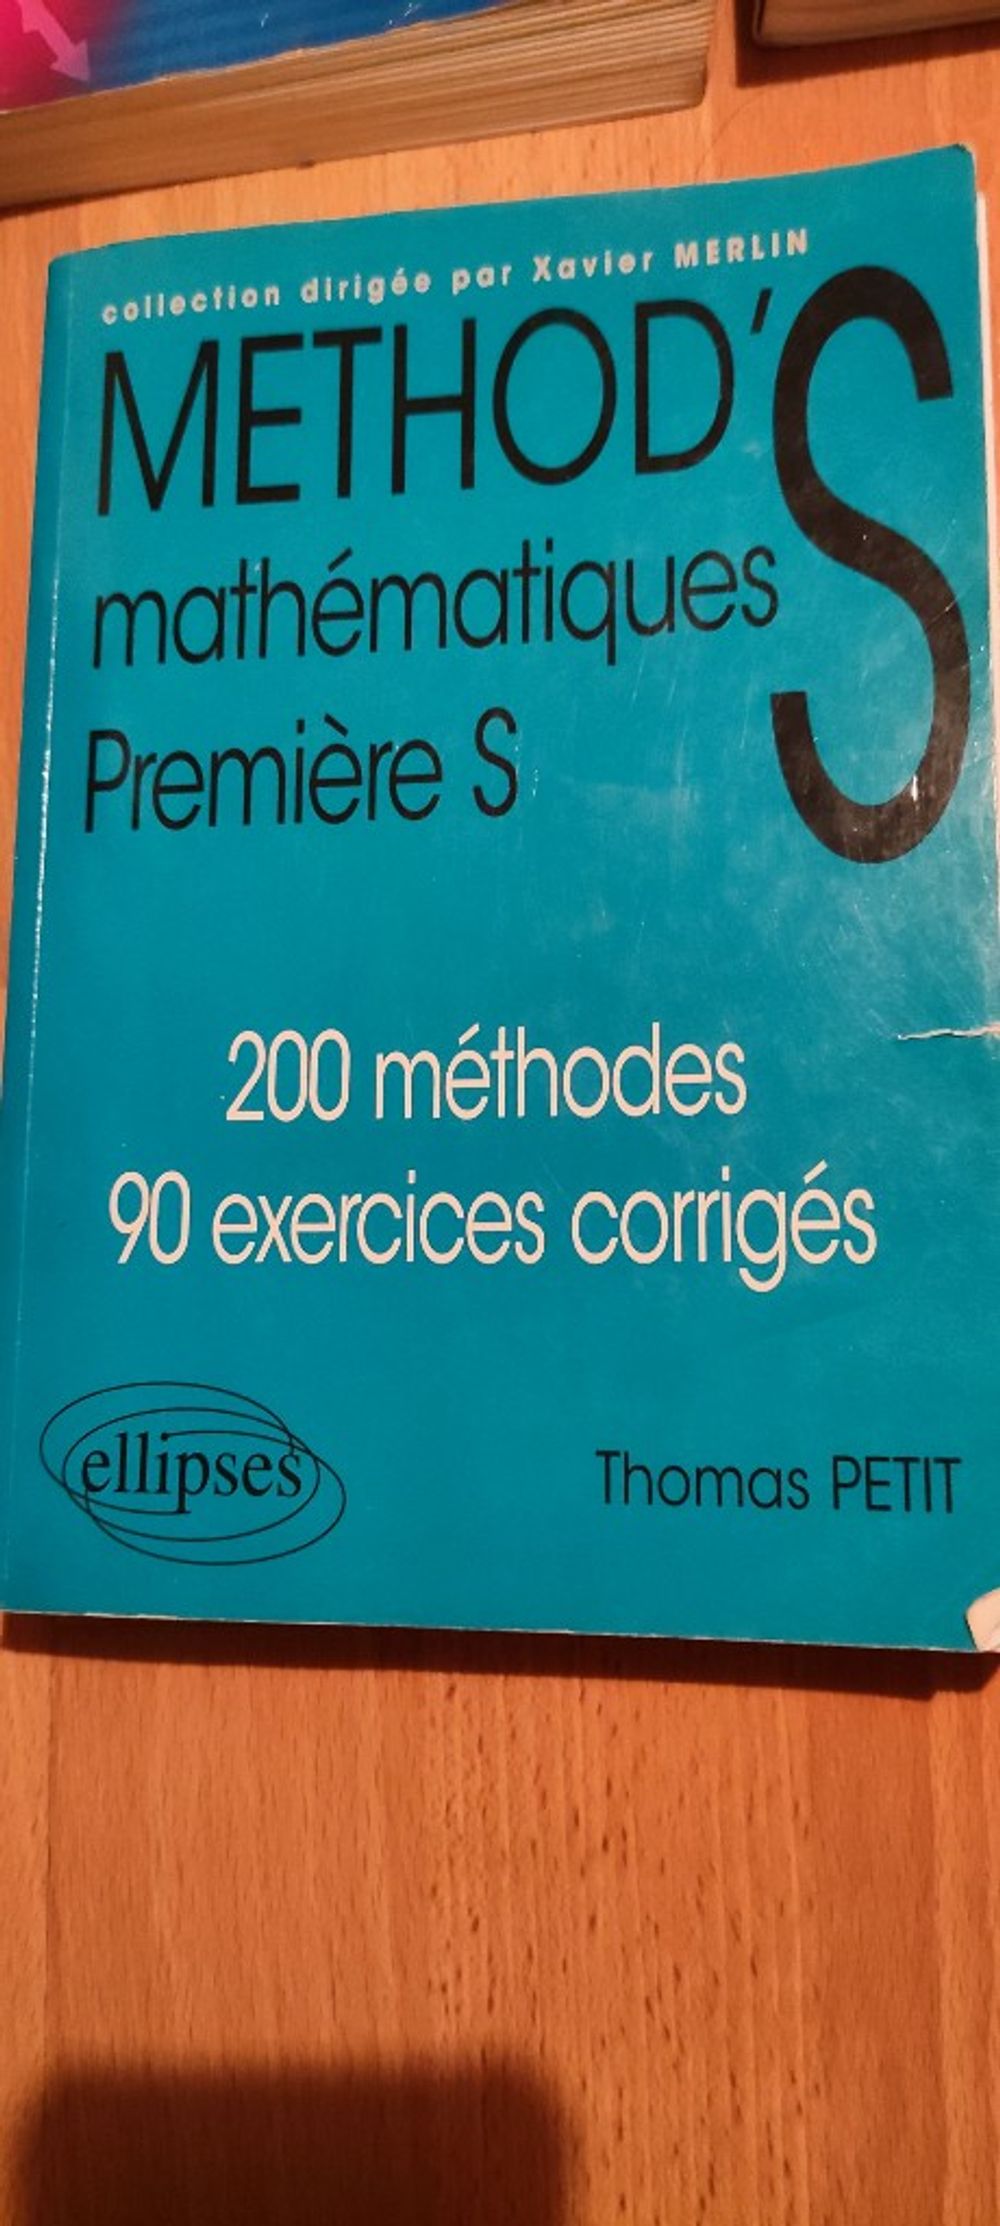 collection dirigée par Xavier MERLIN
METHOD'S
mathématiques
Première S
200 méthodes
90 exercices corrigés
ellipses
Thomas PETIT